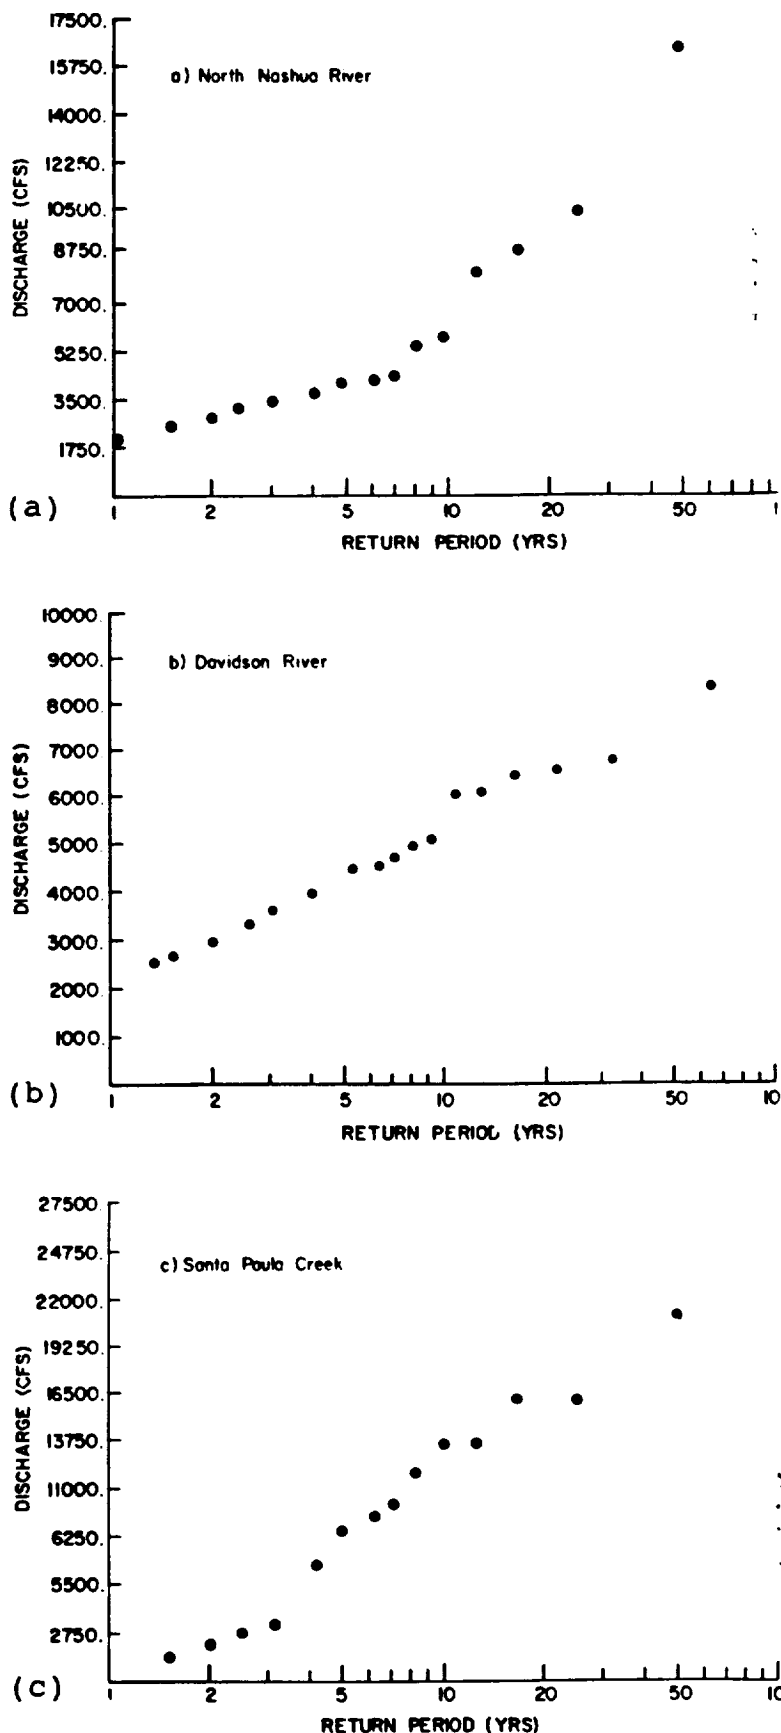 17500.
15750.
14000.
12250.
10500.
8750.
7000.
5250.
3500.
1750.
DISCHARGE (CFS)
a) North Nashua River
(a)
1 2 5 10 20 50 1
RETURN PERIOD (YRS)
10000.
9000.
8000.
7000.
6000.
5000.
4000.
3000.
2000.
1000.
DISCHARGE (CFS)
b) Davidson River
(b)
1 2 5 10 20 50 10
RETURN PERIOD (YRS)
27500.
24750.
22000.
19250.
16500.
13750.
11000.
6250.
5500.
2750.
DISCHARGE (CFS)
c) Santa Paula Creek
(c)
1 2 5 10 20 50 10
RETURN PERIOD (YRS)